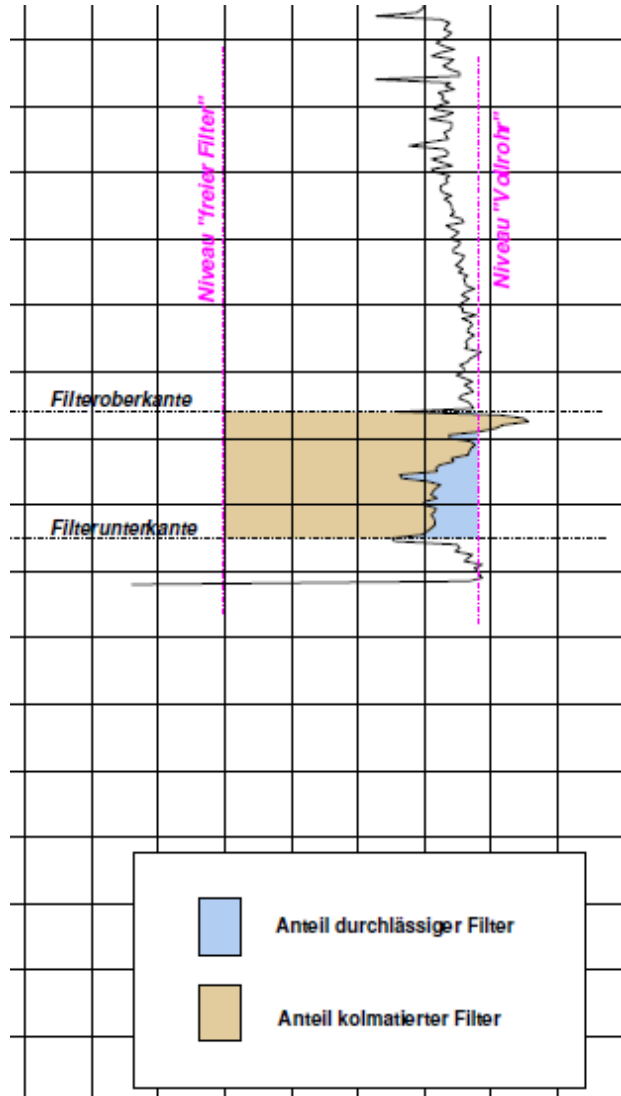 Niveau "freier Filter"
Niveau "Vollrohr"
Filteroberkante
Filterunterkante
Anteil durchlässiger Filter
Anteil kolmatierter Filter